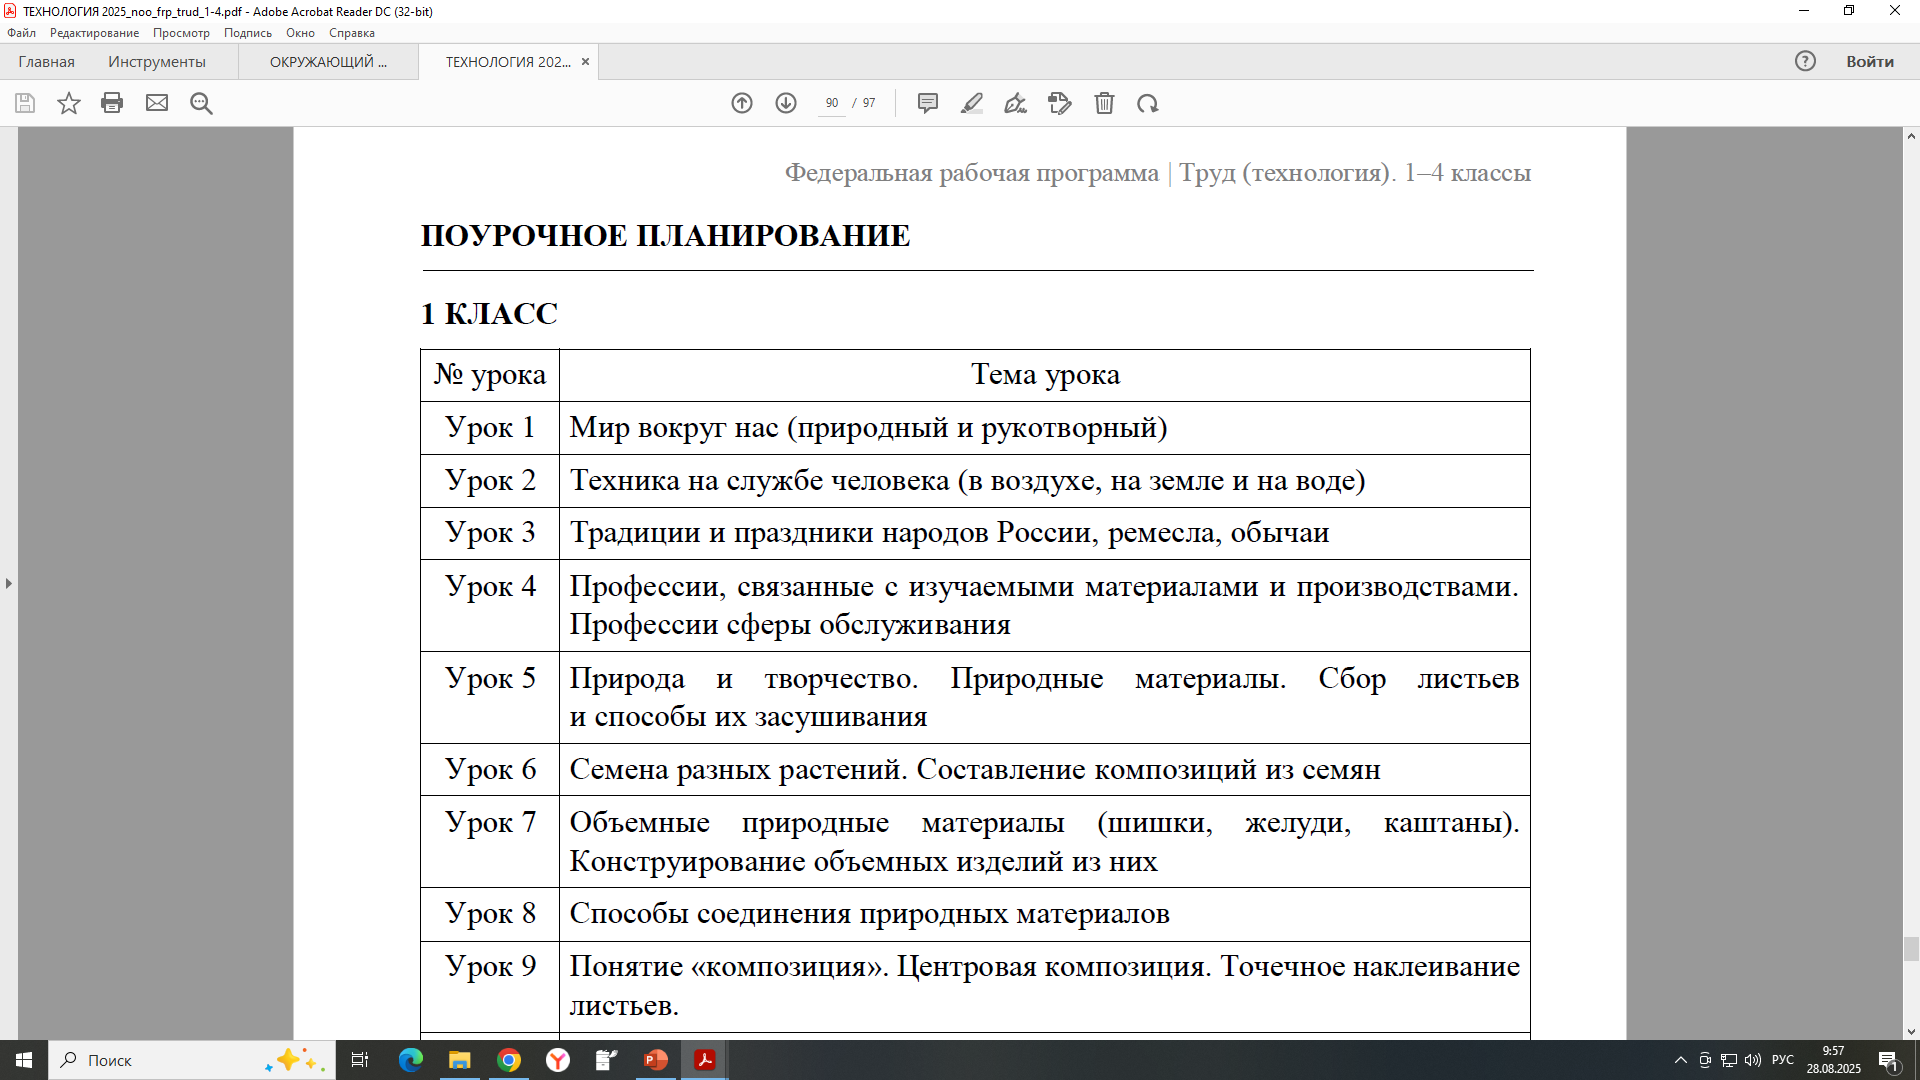 ТЕХНОЛОГИЯ 2025_noo_frp_trud_1-4.pdf - Adobe Acrobat Reader DC (32-bit)
Файл Редактирование Просмотр Подпись Окно Справка
Главная Инструменты ОКРУЖАЮЩИЙ ... ТЕХНОЛОГИЯ 202... × ? Войти
90 / 97
Федеральная рабочая программа | Труд (технология). 1–4 классы
ПОУРОЧНОЕ ПЛАНИРОВАНИЕ
1 КЛАСС
№ урока Тема урока
Урок 1 Мир вокруг нас (природный и рукотворный)
Урок 2 Техника на службе человека (в воздухе, на земле и на воде)
Урок 3 Традиции и праздники народов России, ремесла, обычаи
Урок 4 Профессии, связанные с изучаемыми материалами и производствами.
Профессии сферы обслуживания
Урок 5 Природа и творчество. Природные материалы. Сбор листьев
и способы их засушивания
Урок 6 Семена разных растений. Составление композиций из семян
Урок 7 Объемные природные материалы (шишки, желуди, каштаны).
Конструирование объемных изделий из них
Урок 8 Способы соединения природных материалов
Урок 9 Понятие «композиция». Центровая композиция. Точечное наклеивание
листьев.
Поиск
РУС
9:57
28.08.2025
1